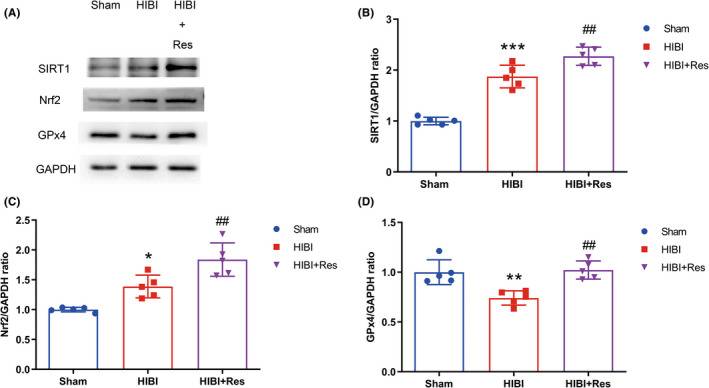 (A)
Sham HIBI HIBI
+
Res
SIRT1
Nrf2
GPx4
GAPDH
(B)
SIRT1/GAPDH ratio
3
2
1
0
***
##
Sham HIBI HIBI+Res
Sham
HIBI
HIBI+Res
(C)
Nrf2/GAPDH ratio
2.5
2.0
1.5
1.0
0.5
0.0
*
##
Sham HIBI HIBI+Res
Sham
HIBI
HIBI+Res
(D)
GPx4/GAPDH ratio
1.5
1.0
0.5
0.0
**
##
Sham HIBI HIBI+Res
Sham
HIBI
HIBI+Res